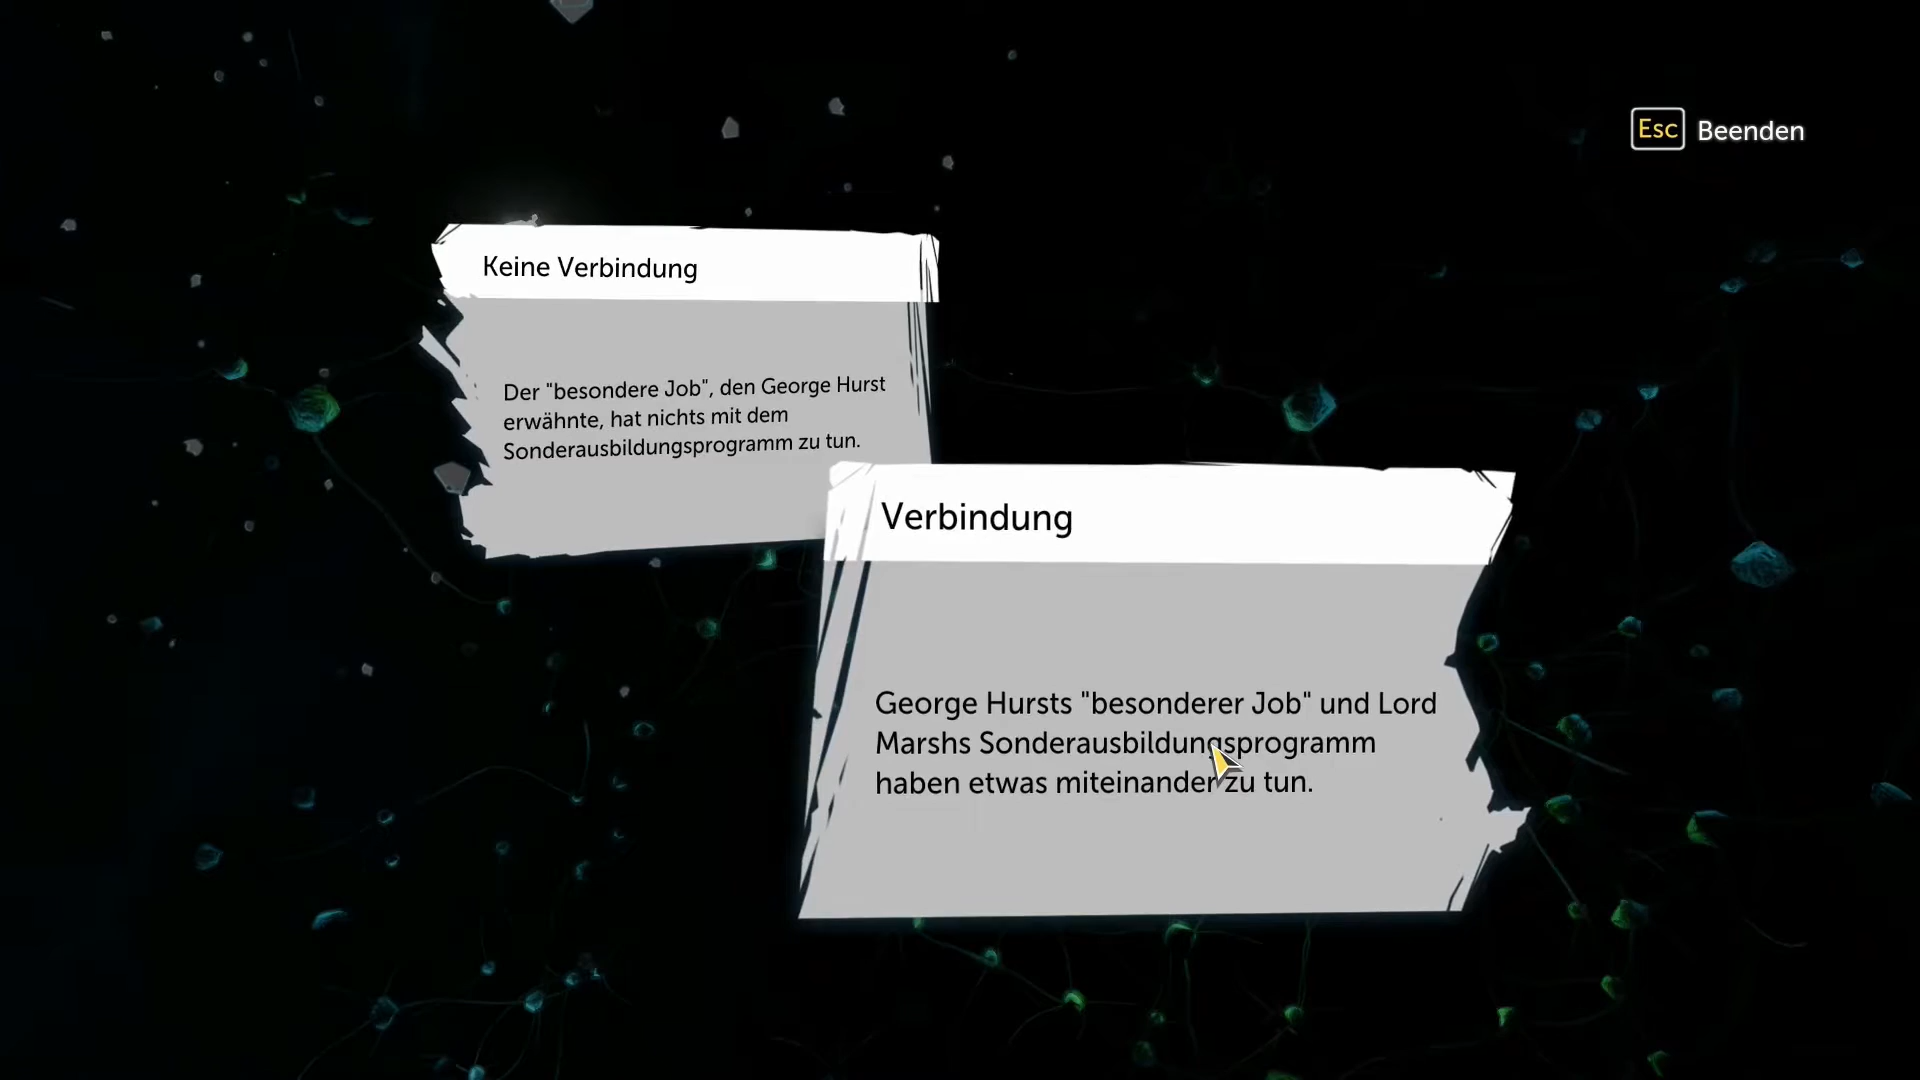 Esc Beenden
Keine Verbindung
Der "besondere Job", den George Hurst
erwähnte, hat nichts mit dem
Sonderausbildungsprogramm zu tun.
Verbindung
George Hursts "besonderer Job" und Lord
Marshs Sonderausbildungsprogramm
haben etwas miteinander zu tun.